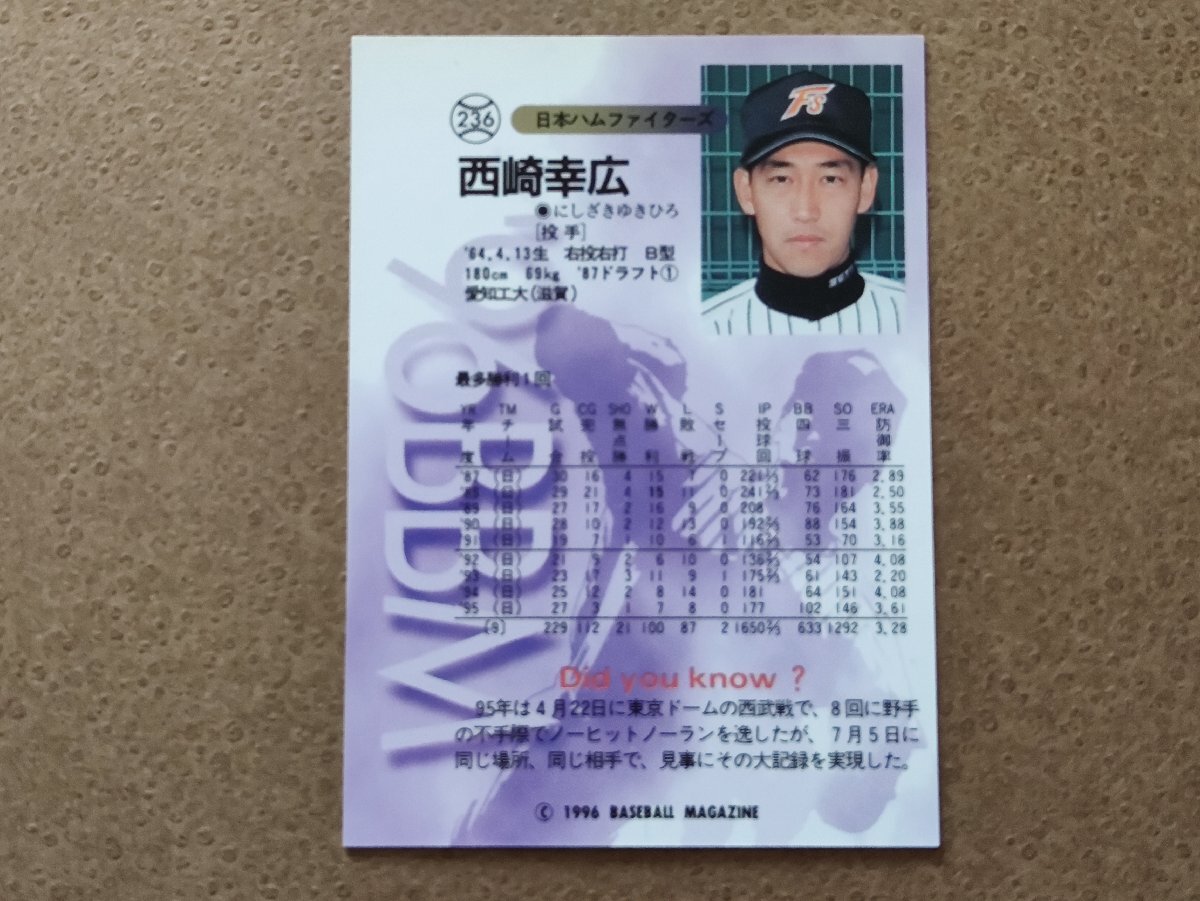 236 日本ハムファイターズ
F's
西崎幸広
◉にしざきゆきひろ
[投手]
'64.4.13生 右投右打 B型
180cm 69kg '87ドラフト①
愛知工大(滋賀)
'96BBM
最多勝利1回
YR TM G CG SHO W L S IP BB SO ERA
年度 チーム 試合 完投 無点勝 勝利 敗戦 セーブ 投球回 四球 三振 防御率
'87 (日) 30 16 4 15 7 0 221⅓ 62 176 2.89
'88 (日) 29 21 4 15 11 0 73 181 2.50
'89 (日) 27 17 2 16 9 0 208 76 164 3.55
'90 (日) 28 10 2 12 13 0 88 154 3.88
'91 (日) 19 7 1 10 6 1 53 70 3.16
'92 (日) 21 9 2 6 10 0 54 107 4.08
'93 (日) 23 17 3 11 9 1 61 143 2.20
'94 (日) 25 12 2 8 14 0 181 64 151 4.08
'95 (日) 27 3 1 7 8 0 177 102 146 3.61
(9) 229 112 21 100 87 2 1650⅔ 633 1292 3.28
Did you know ?
95年は4月22日に東京ドームの西武戦で、8回に野手
の不手際でノーヒットノーランを逸したが、7月5日に
同じ場所、同じ相手で、見事にその大記録を実現した。
© 1996 BASEBALL MAGAZINE